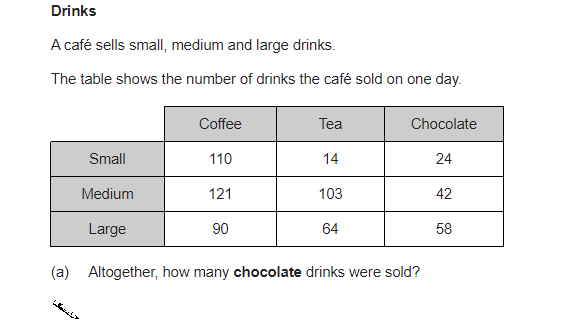 Drinks
A café sells small, medium and large drinks.
The table shows the number of drinks the café sold on one day.
Coffee Tea Chocolate
Small 110 14 24
Medium 121 103 42
Large 90 64 58
(a) Altogether, how many chocolate drinks were sold?